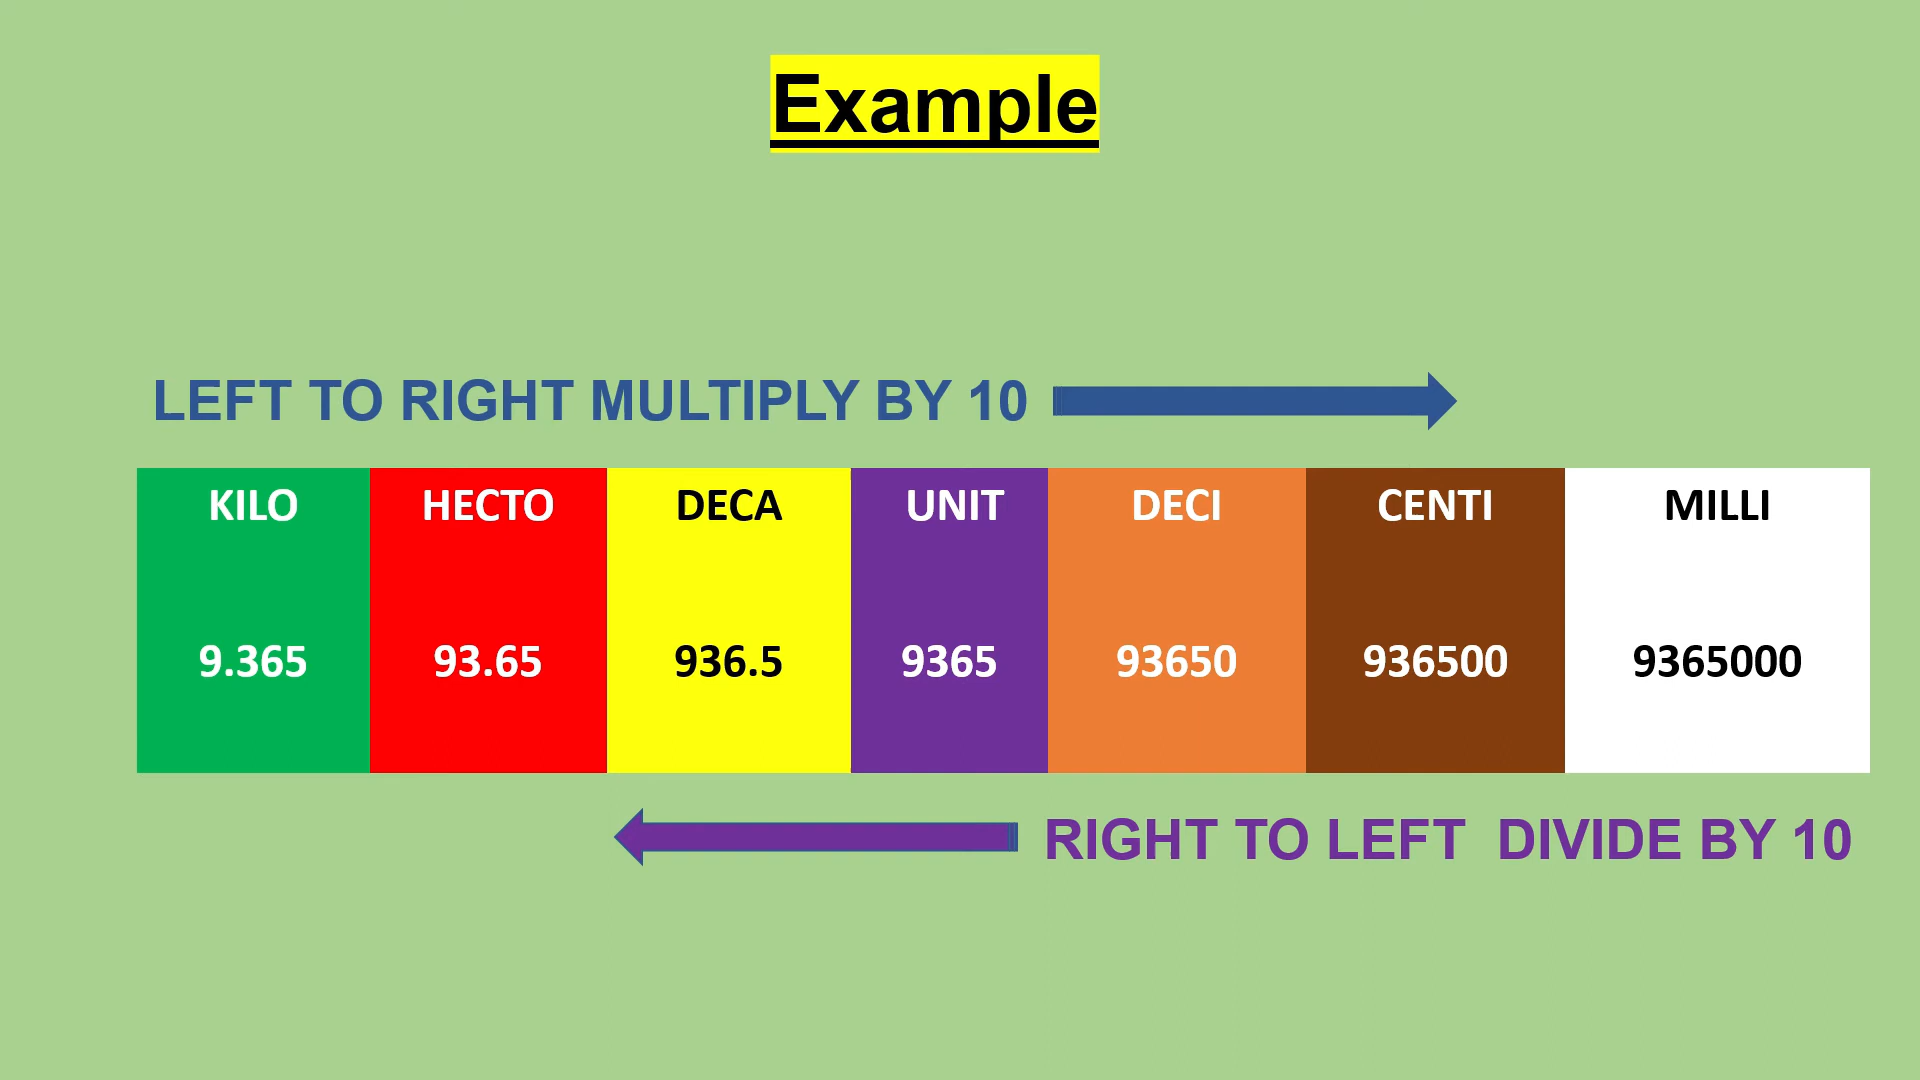 Example
LEFT TO RIGHT MULTIPLY BY 10
KILO HECTO DECA UNIT DECI CENTI MILLI
9.365 93.65 936.5 9365 93650 936500 9365000
RIGHT TO LEFT DIVIDE BY 10